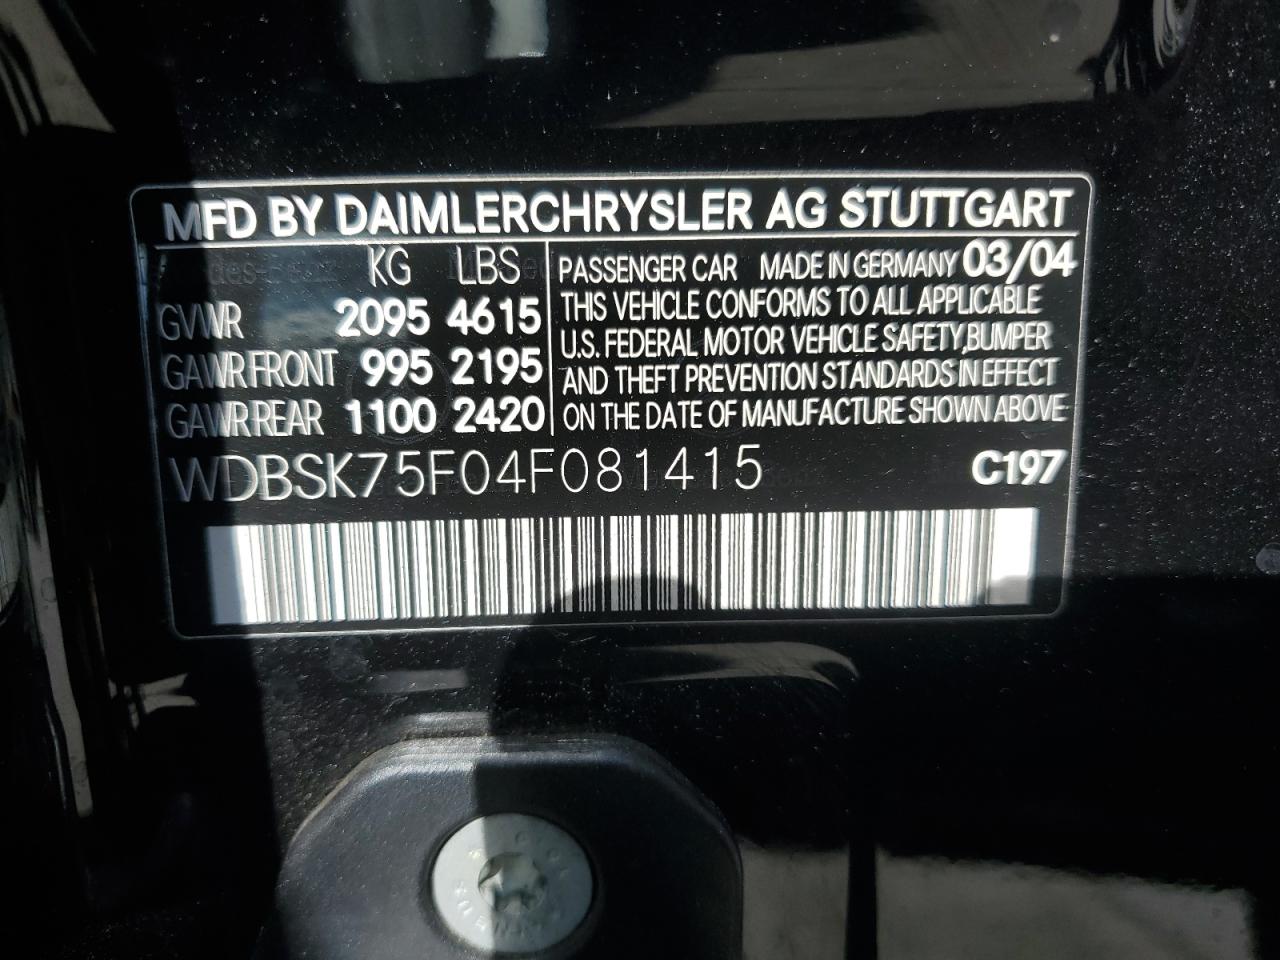 MFD BY DAIMLERCHRYSLER AG STUTTGART
KG LBS
GVWR 2095 4615
GAWR FRONT 995 2195
GAWR REAR 1100 2420
PASSENGER CAR MADE IN GERMANY 03/04
THIS VEHICLE CONFORMS TO ALL APPLICABLE
U.S. FEDERAL MOTOR VEHICLE SAFETY, BUMPER
AND THEFT PREVENTION STANDARDS IN EFFECT
ON THE DATE OF MANUFACTURE SHOWN ABOVE
WDBSK75F04F081415 C197